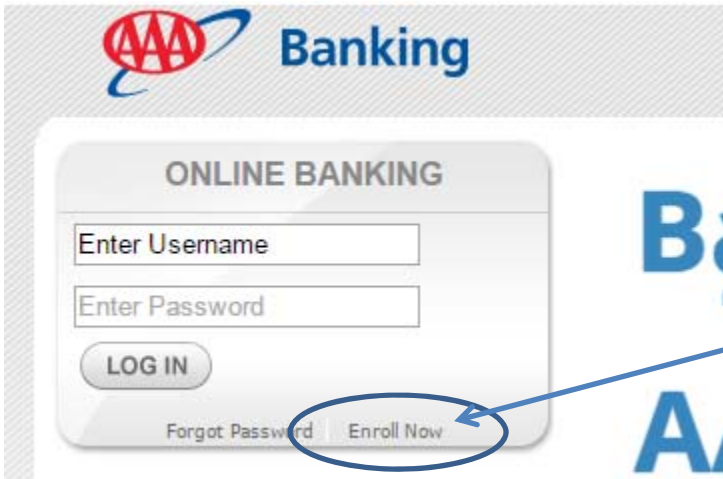 AAA Banking
ONLINE BANKING
Enter Username
Enter Password
LOG IN
Forgot Password Enroll Now